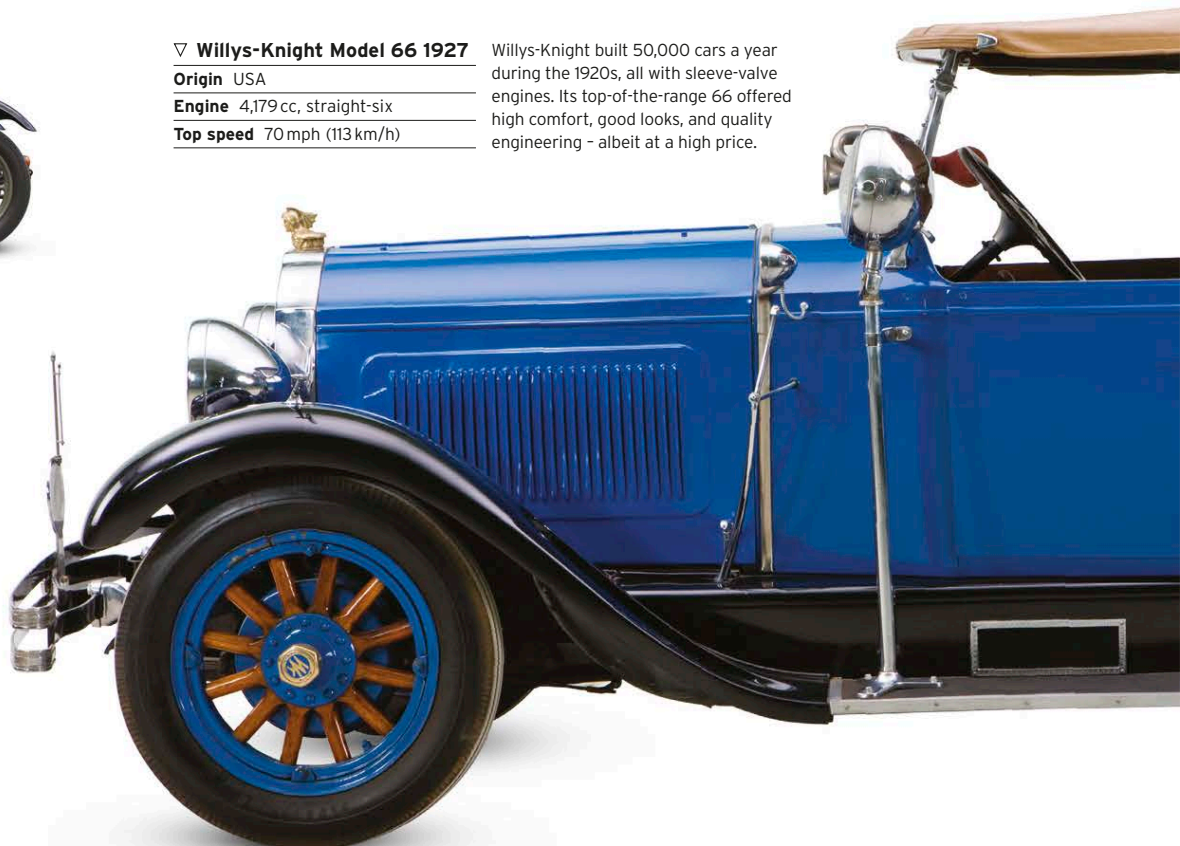 ▽ Willys-Knight Model 66 1927
Origin USA
Engine 4,179 cc, straight-six
Top speed 70 mph (113 km/h)
Willys-Knight built 50,000 cars a year
during the 1920s, all with sleeve-valve
engines. Its top-of-the-range 66 offered
high comfort, good looks, and quality
engineering – albeit at a high price.